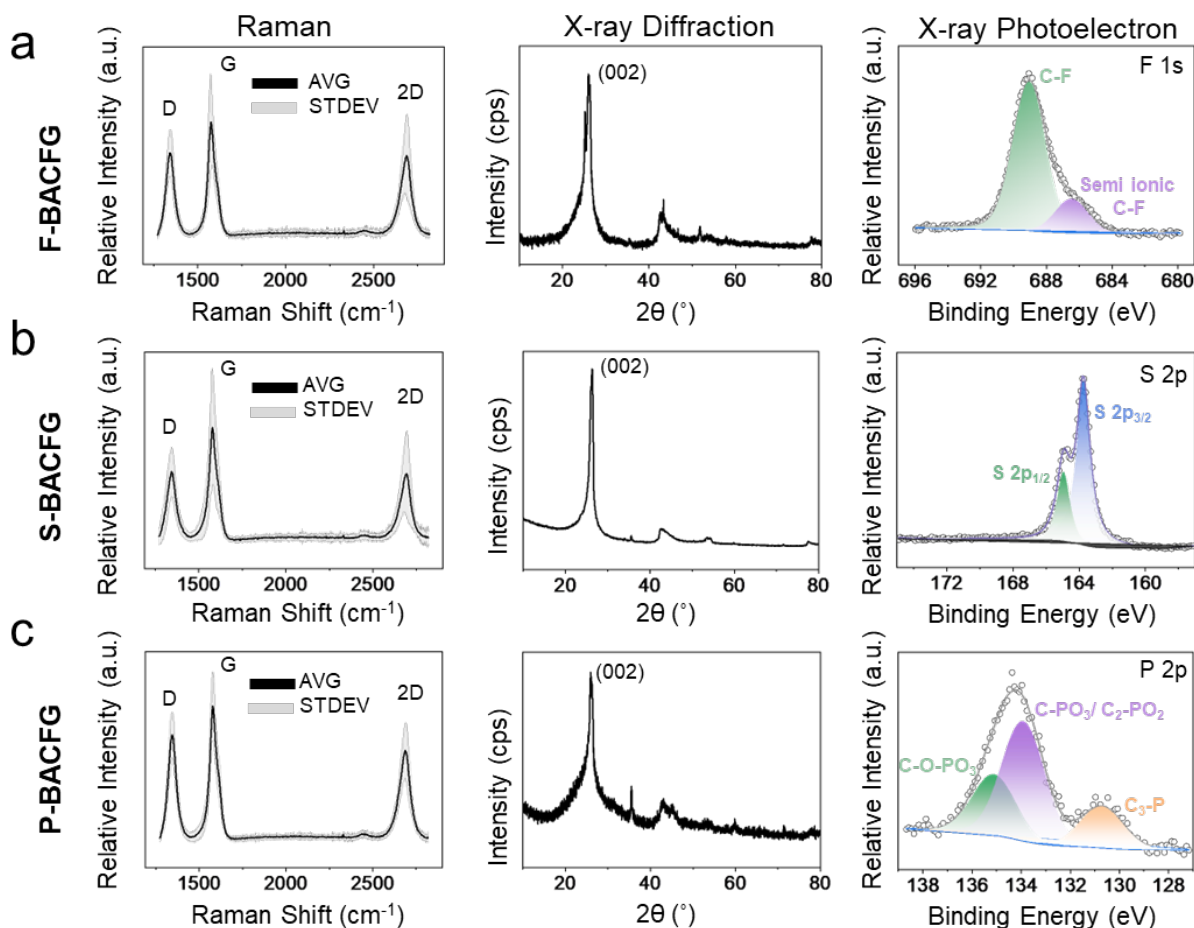 Raman
X-ray Diffraction
X-ray Photoelectron
a
F-BACFG
Relative Intensity (a.u.)
D
G
AVG
STDEV
2D
1500
2000
2500
Raman Shift (cm⁻¹)
Intensity (cps)
(002)
20
40
60
80
2θ (°)
Relative Intensity (a.u.)
F 1s
C-F
Semi ionic
C-F
696
692
688
684
680
Binding Energy (eV)
b
S-BACFG
Relative Intensity (a.u.)
D
G
AVG
STDEV
2D
1500
2000
2500
Raman Shift (cm⁻¹)
Intensity (cps)
(002)
20
40
60
80
2θ (°)
Relative Intensity (a.u.)
S 2p
S 2p₃/₂
S 2p₁/₂
172
168
164
160
Binding Energy (eV)
c
P-BACFG
Relative Intensity (a.u.)
D
G
AVG
STDEV
2D
1500
2000
2500
Raman Shift (cm⁻¹)
Intensity (cps)
(002)
20
40
60
80
2θ (°)
Relative Intensity (a.u.)
P 2p
C-PO₃/ C₂-PO₂
C-O-PO₃
C₃-P
138
136
134
132
130
128
Binding Energy (eV)